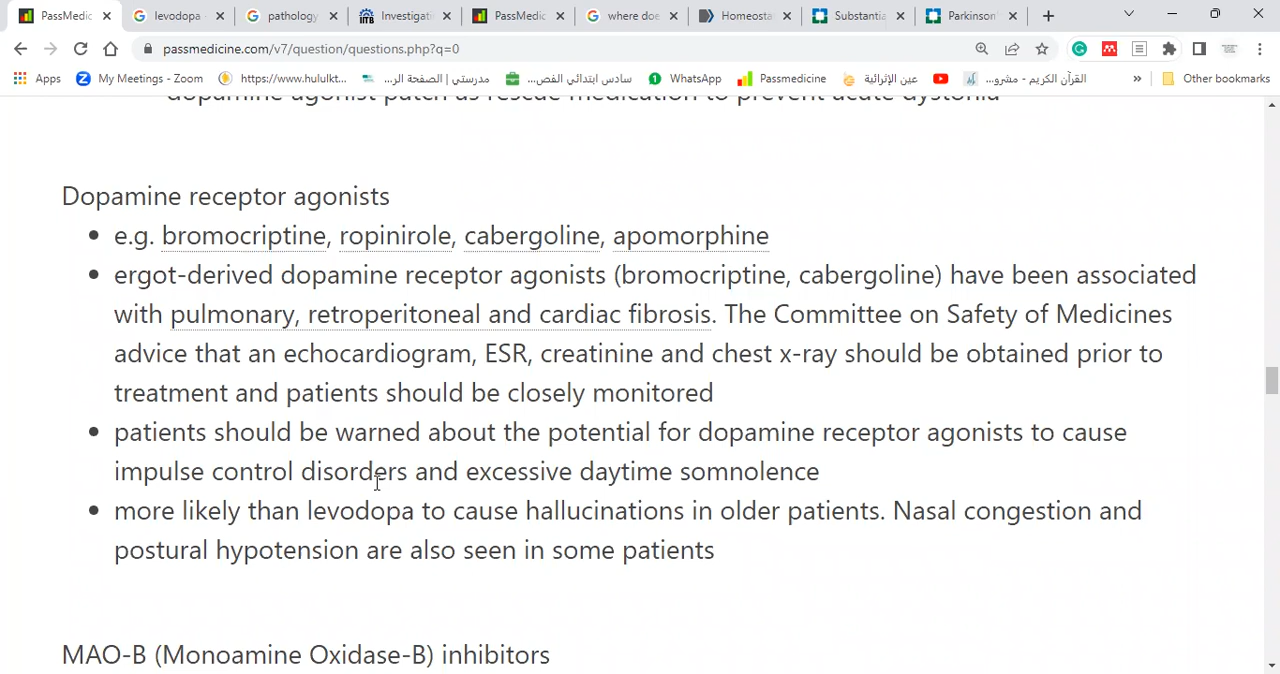 PassMedic
levodopa -
pathology
Investigati
PassMedic
where doe
Homeosta
Substantia
Parkinson
passmedicine.com/v7/question/questions.php?q=0
Apps
My Meetings - Zoom
https://www.hululkt...
مدرستي | الصفحة الر...
سادس ابتدائي الفص...
WhatsApp
Passmedicine
عين الإثرائية
القرآن الكريم - مشرو...
»
Other bookmarks
dopamine agonist patch as rescue medication to prevent acute dystonia
Dopamine receptor agonists
• e.g. bromocriptine, ropinirole, cabergoline, apomorphine
• ergot-derived dopamine receptor agonists (bromocriptine, cabergoline) have been associated
with pulmonary, retroperitoneal and cardiac fibrosis. The Committee on Safety of Medicines
advice that an echocardiogram, ESR, creatinine and chest x-ray should be obtained prior to
treatment and patients should be closely monitored
• patients should be warned about the potential for dopamine receptor agonists to cause
impulse control disorders and excessive daytime somnolence
• more likely than levodopa to cause hallucinations in older patients. Nasal congestion and
postural hypotension are also seen in some patients
MAO-B (Monoamine Oxidase-B) inhibitors